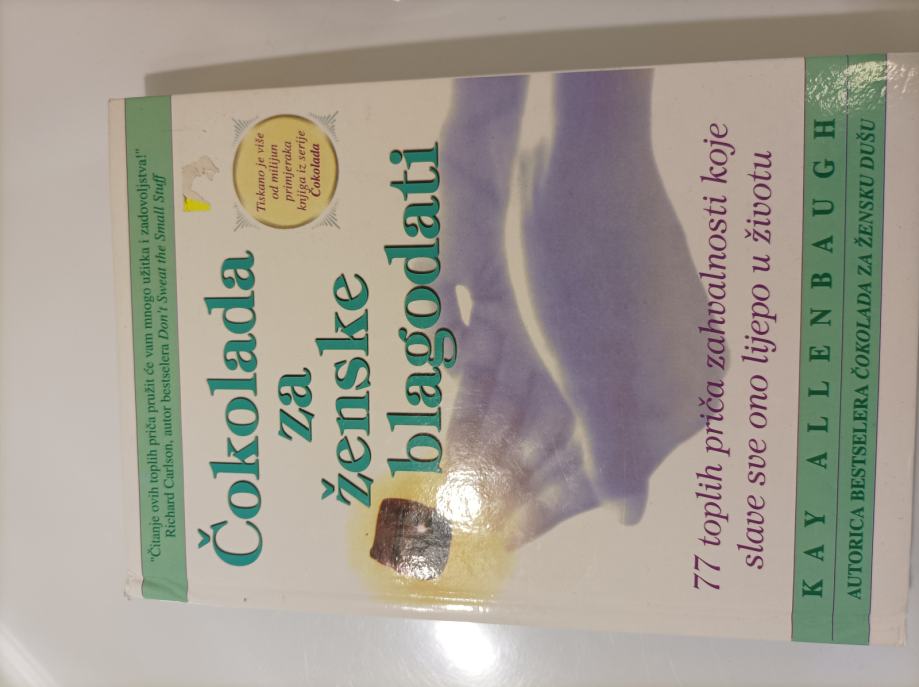 "Čitanje ovih toplih priča pružit će vam mnogo užitka i zadovoljstva!"
Richard Carlson, autor bestselera Don't Sweat the Small Stuff
Tiskano je više
od milijun
primjeraka
knjiga iz serije
Čokolada
Čokolada
za
ženske
blagodati
77 toplih priča zahvalnosti koje
slave sve ono lijepo u životu
KAY ALLENBAUGH
AUTORICA BESTSELERA ČOKOLADA ZA ŽENSKU DUŠU